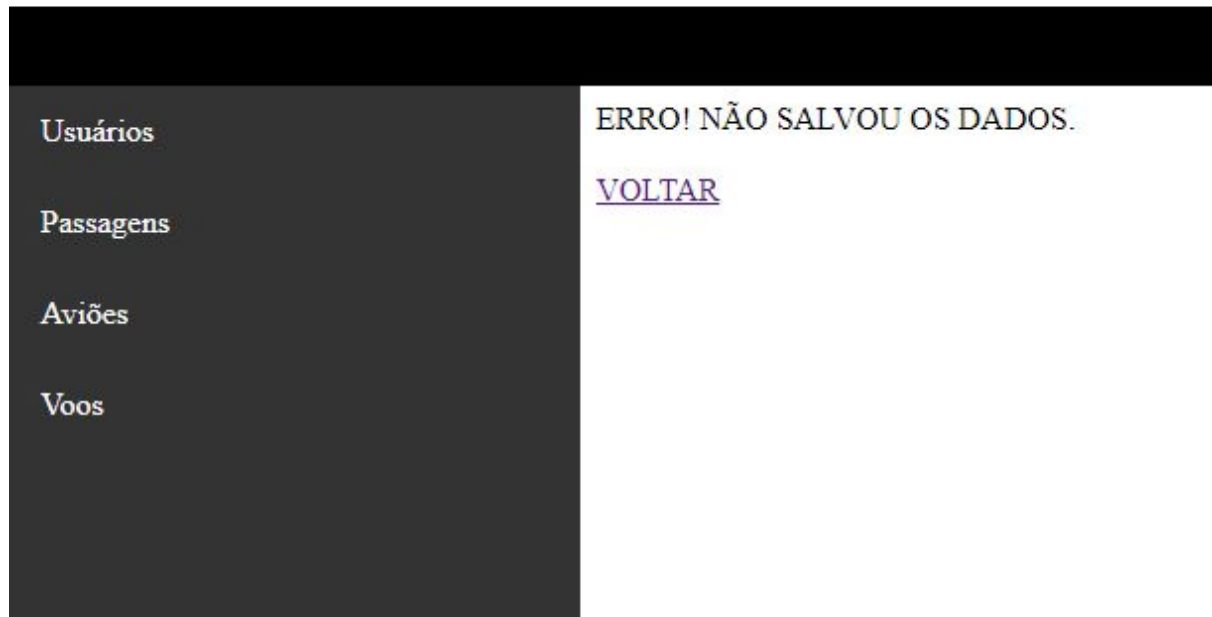 Usuários
Passagens
Aviões
Voos
ERRO! NÃO SALVOU OS DADOS.
VOLTAR